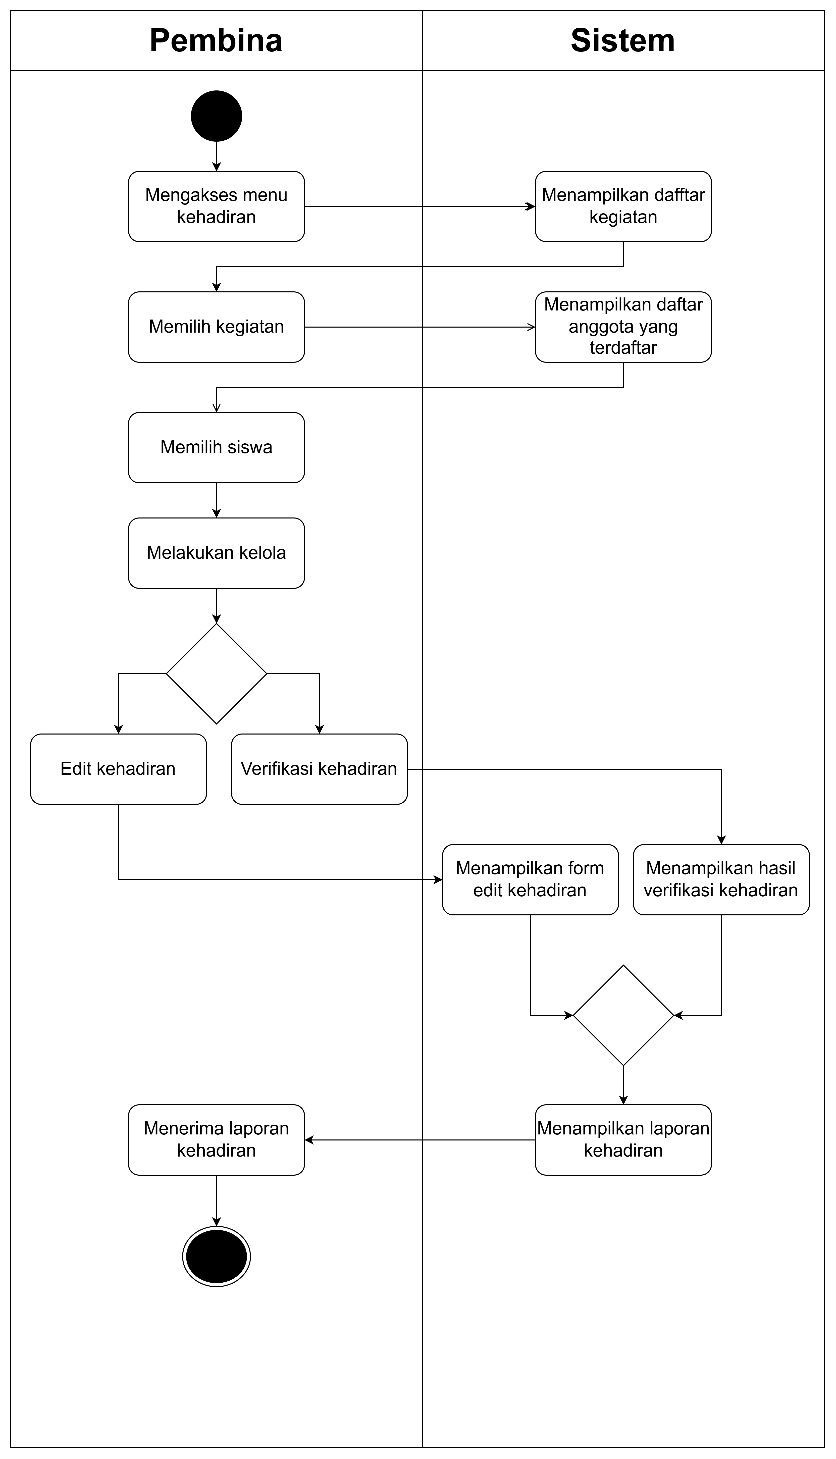 Pembina
Sistem
Mengakses menu
kehadiran
Menampilkan dafftar
kegiatan
Memilih kegiatan
Menampilkan daftar
anggota yang
terdaftar
Memilih siswa
Melakukan kelola
Edit kehadiran
Verifikasi kehadiran
Menampilkan form
edit kehadiran
Menampilkan hasil
verifikasi kehadiran
Menerima laporan
kehadiran
Menampilkan laporan
kehadiran